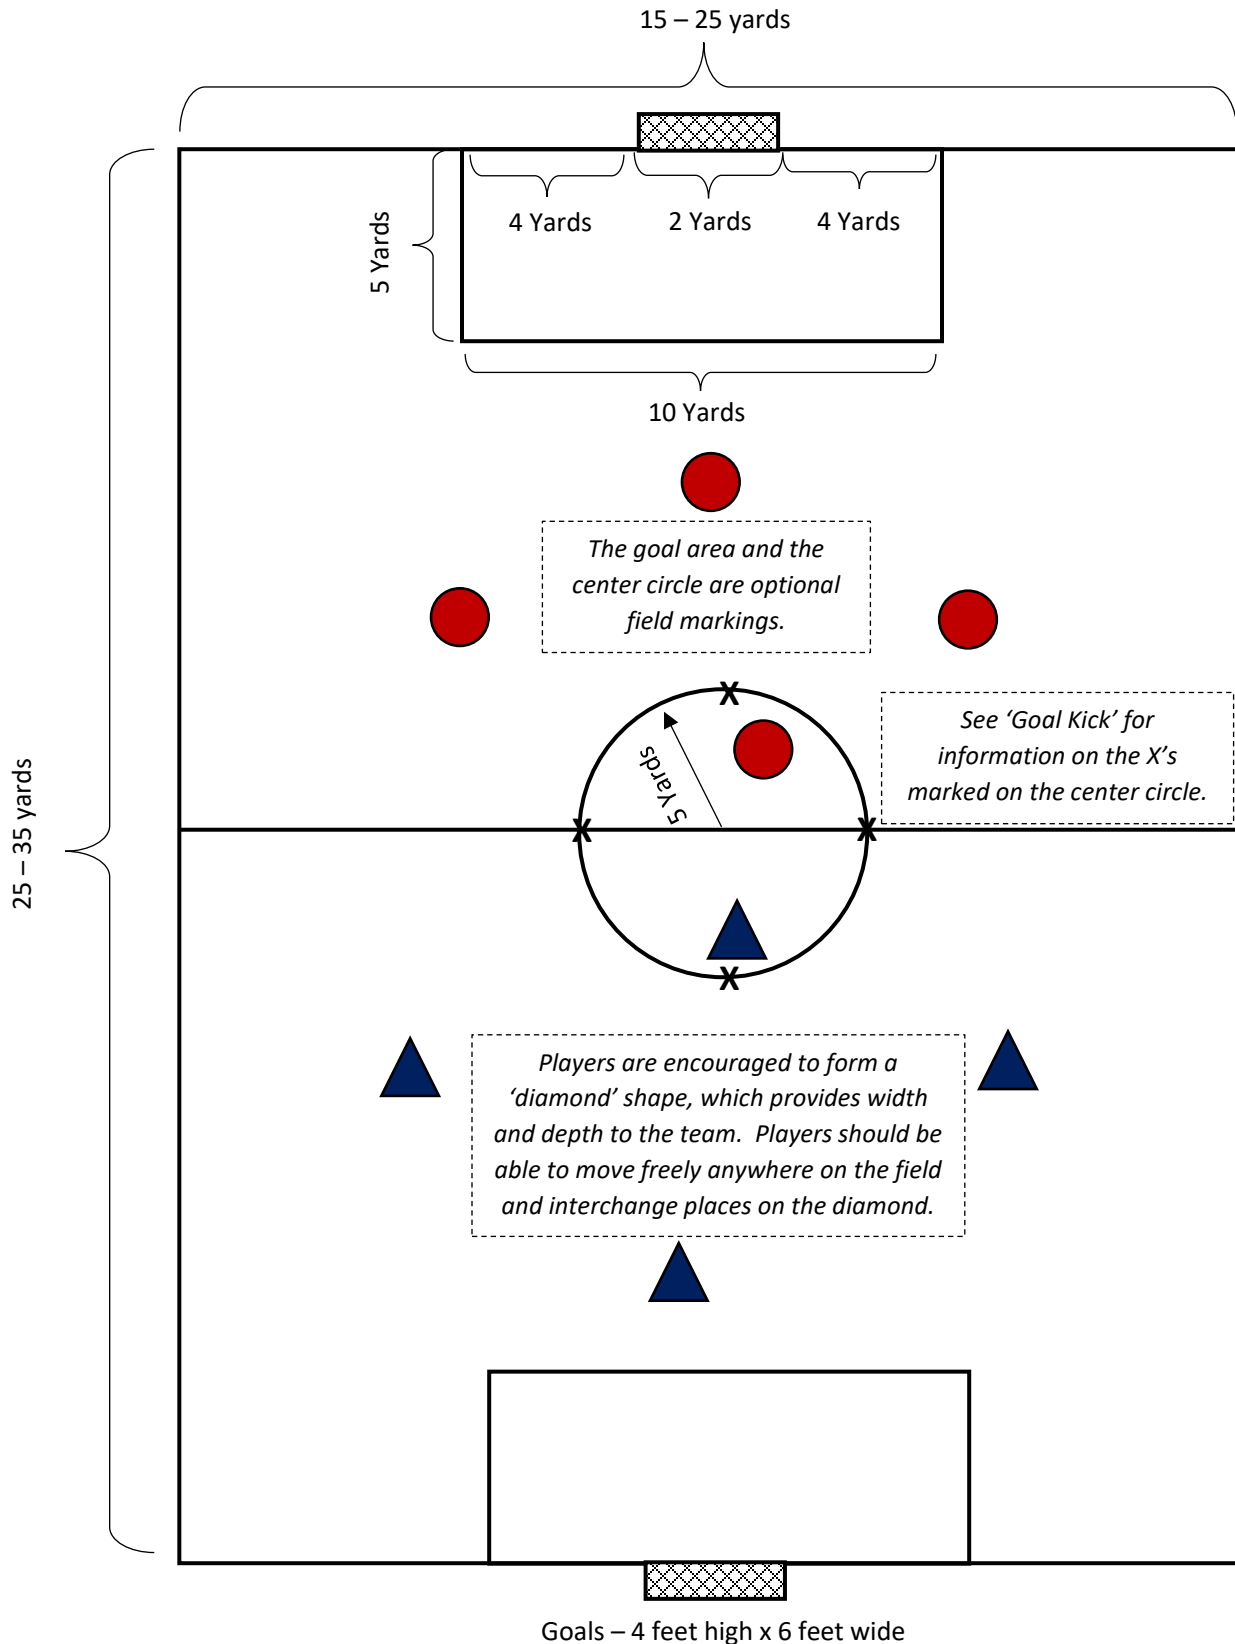 15 – 25 yards
4 Yards
2 Yards
4 Yards
5 Yards
10 Yards
The goal area and the
center circle are optional
field markings.
X
See ‘Goal Kick’ for
information on the X’s
marked on the center circle.
5 Yards
25 – 35 yards
X
X
X
Players are encouraged to form a
‘diamond’ shape, which provides width
and depth to the team.  Players should be
able to move freely anywhere on the field
and interchange places on the diamond.
Goals – 4 feet high x 6 feet wide